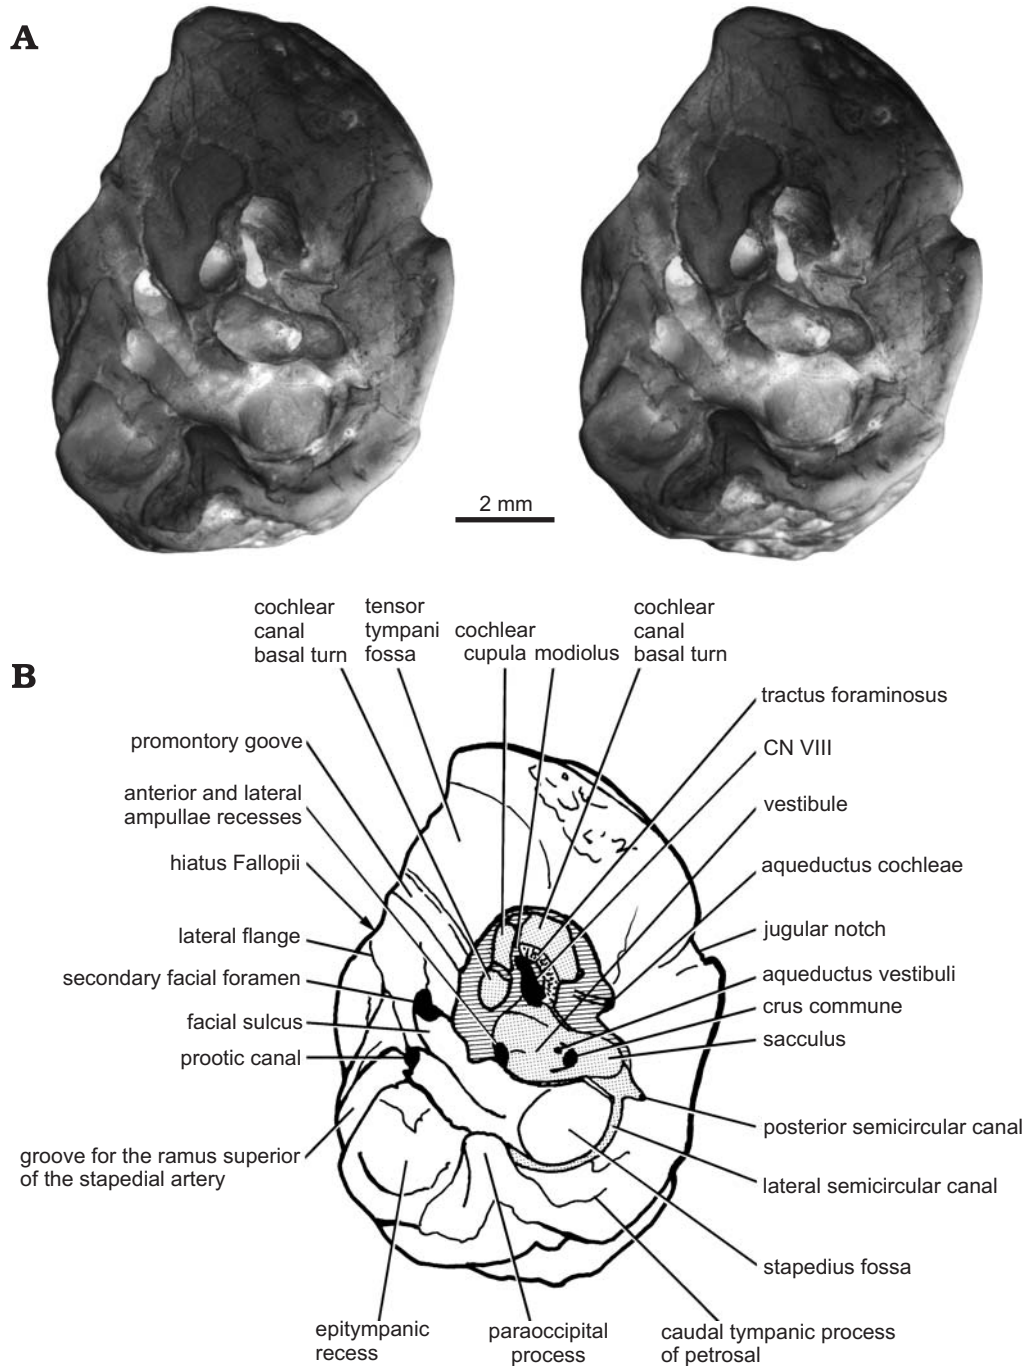 A
2 mm
B
cochlear
canal
basal turn
tensor
tympani
fossa
cochlear
cupula
modiolus
cochlear
canal
basal turn
promontory goove
anterior and lateral
ampullae recesses
hiatus Fallopii
lateral flange
secondary facial foramen
facial sulcus
prootic canal
groove for the ramus superior
of the stapedial artery
tractus foraminosus
CN VIII
vestibule
aqueductus cochleae
jugular notch
aqueductus vestibuli
crus commune
sacculus
posterior semicircular canal
lateral semicircular canal
stapedius fossa
epitympanic
recess
paraoccipital
process
caudal tympanic process
of petrosal